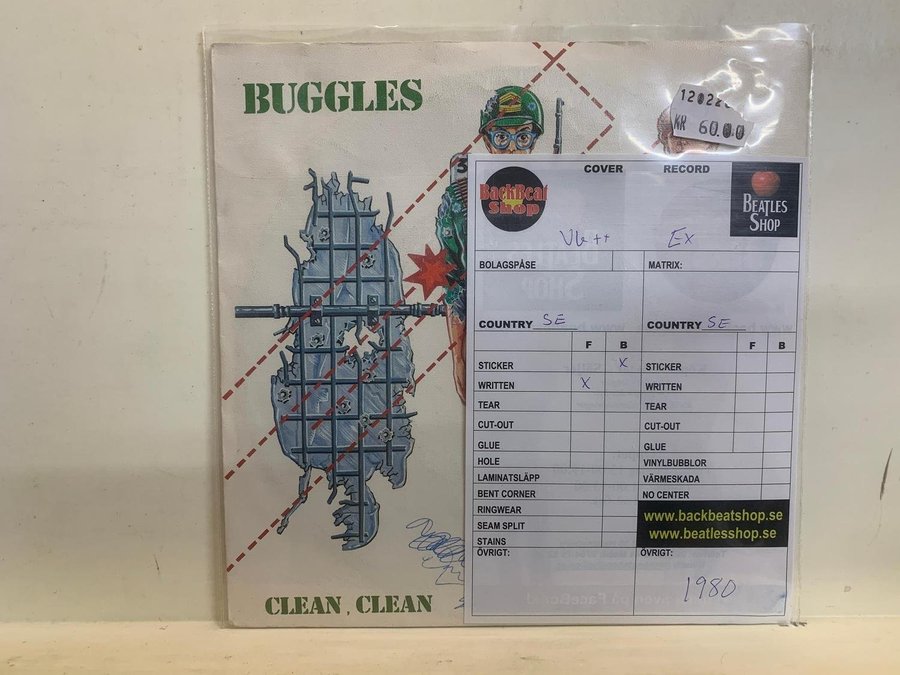 BUGGLES
KR 60.00
BackBeat
Shop
COVER RECORD
BEATLES
SHOP
VG++ Ex
BOLAGSPÅSE MATRIX:
COUNTRY SE COUNTRY SE
F B F B
STICKER X STICKER
WRITTEN X WRITTEN
TEAR TEAR
CUT-OUT CUT-OUT
GLUE GLUE
HOLE VINYLBUBBLOR
LAMINATSLÄPP VÄRMESKADA
BENT CORNER NO CENTER
RINGWEAR
SEAM SPLIT
STAINS
www.backbeatshop.se
www.beatlesshop.se
ÖVRIGT: ÖVRIGT:
1980
CLEAN, CLEAN